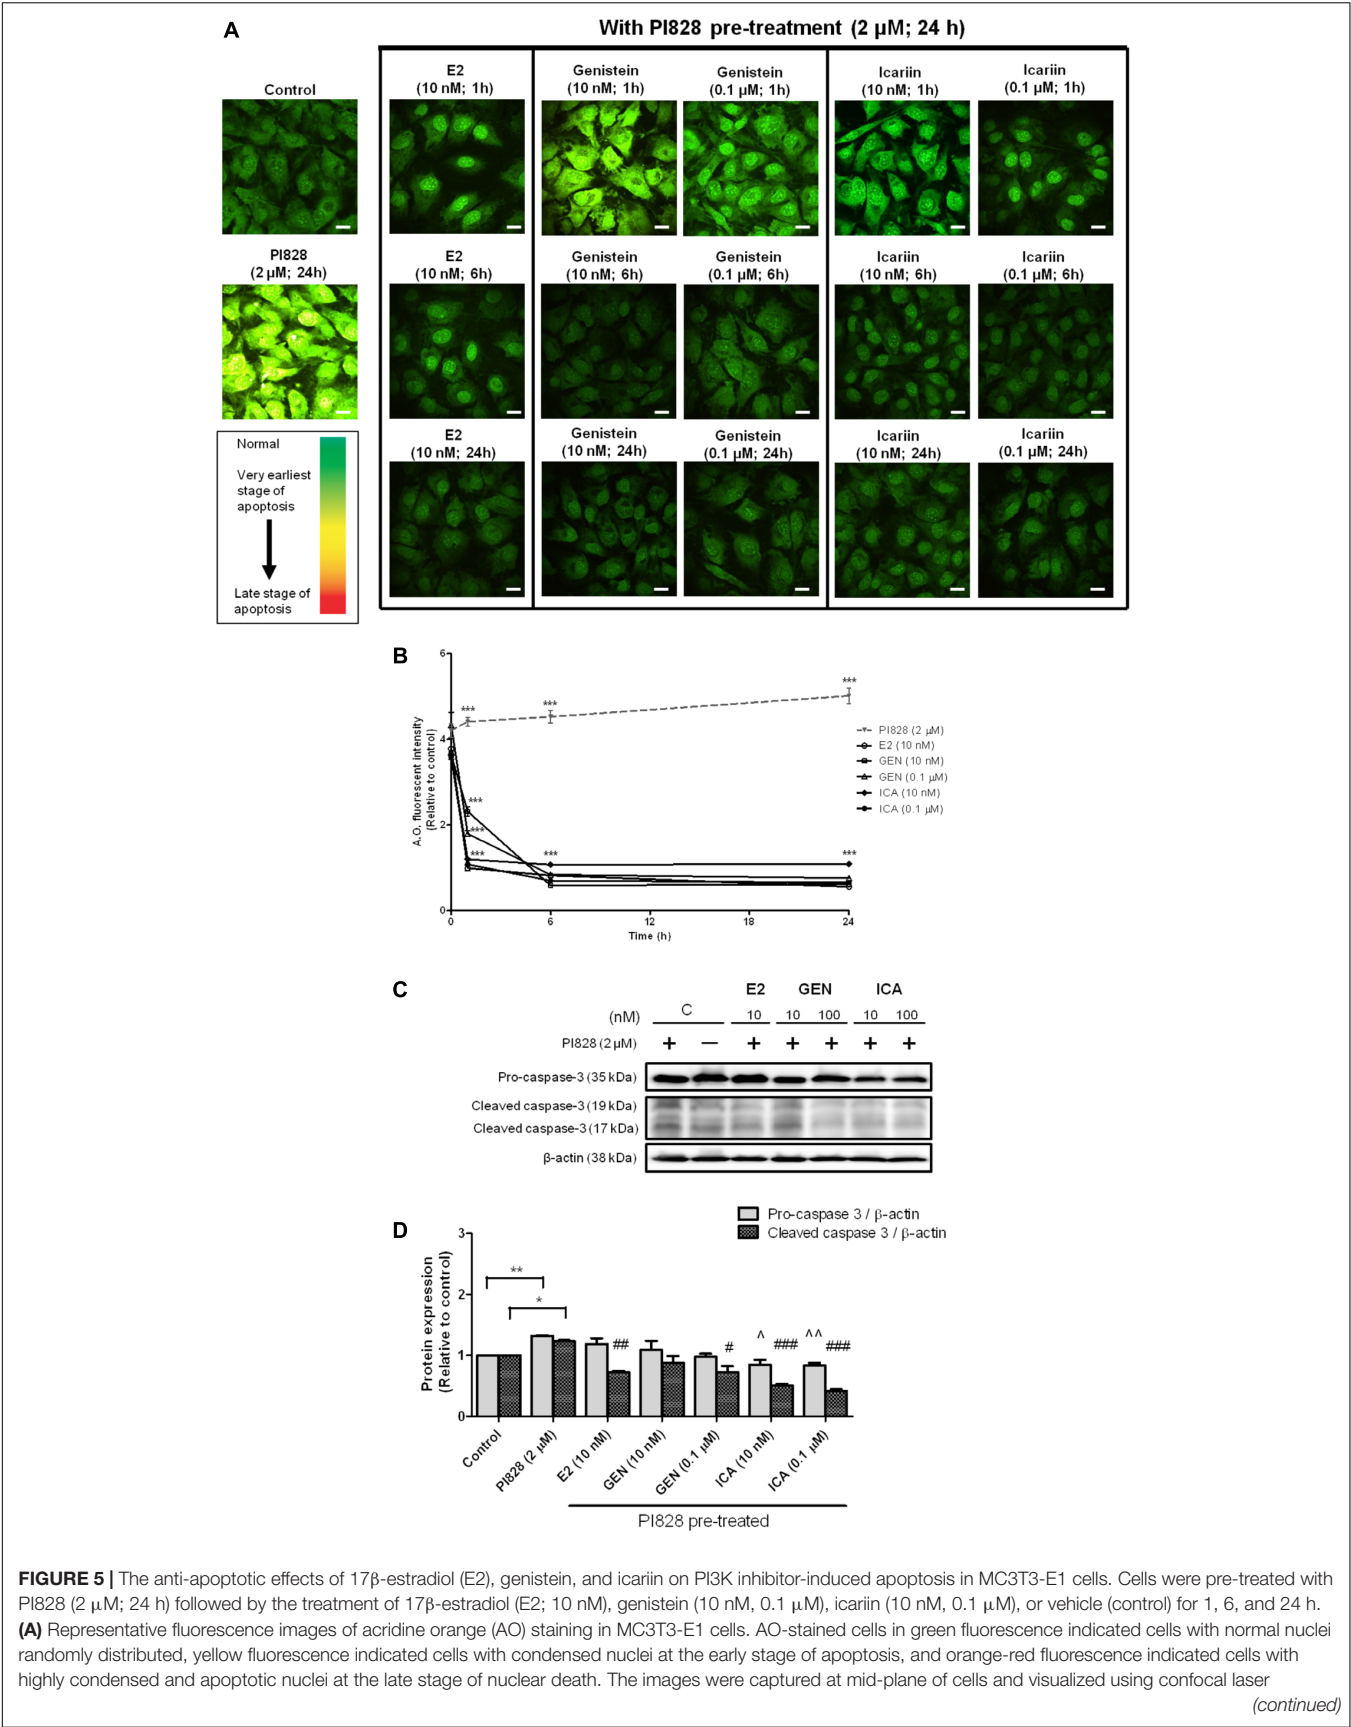 A
With PI828 pre-treatment (2 µM; 24 h)
Control
E2
(10 nM; 1h)
Genistein
(10 nM; 1h)
Genistein
(0.1 µM; 1h)
Icariin
(10 nM; 1h)
Icariin
(0.1 µM; 1h)
PI828
(2 µM; 24h)
E2
(10 nM; 6h)
Genistein
(10 nM; 6h)
Genistein
(0.1 µM; 6h)
Icariin
(10 nM; 6h)
Icariin
(0.1 µM; 6h)
E2
(10 nM; 24h)
Genistein
(10 nM; 24h)
Genistein
(0.1 µM; 24h)
Icariin
(10 nM; 24h)
Icariin
(0.1 µM; 24h)
Normal
Very earliest
stage of
apoptosis
Late stage of
apoptosis
B
A.O. fluorescent intensity
(Relative to control)
6
4
2
0
*** *** ***
***
***
*** *** ***
0 6 12 18 24
Time (h)
PI828 (2 µM)
E2 (10 nM)
GEN (10 nM)
GEN (0.1 µM)
ICA (10 nM)
ICA (0.1 µM)
C
E2 GEN ICA
(nM) C 10 10 100 10 100
PI828 (2 µM) + — + + + + +
Pro-caspase-3 (35 kDa)
Cleaved caspase-3 (19 kDa)
Cleaved caspase-3 (17 kDa)
β-actin (38 kDa)
D
Pro-caspase 3 / β-actin
Cleaved caspase 3 / β-actin
Protein expression
(Relative to control)
3
2
1
0
**
*
## # ^ ### ^^ ###
Control
PI828 (2 µM)
E2 (10 nM)
GEN (10 nM)
GEN (0.1 µM)
ICA (10 nM)
ICA (0.1 µM)
PI828 pre-treated
FIGURE 5 | The anti-apoptotic effects of 17β-estradiol (E2), genistein, and icariin on PI3K inhibitor-induced apoptosis in MC3T3-E1 cells. Cells were pre-treated with
PI828 (2 µM; 24 h) followed by the treatment of 17β-estradiol (E2; 10 nM), genistein (10 nM, 0.1 µM), icariin (10 nM, 0.1 µM), or vehicle (control) for 1, 6, and 24 h.
(A) Representative fluorescence images of acridine orange (AO) staining in MC3T3-E1 cells. AO-stained cells in green fluorescence indicated cells with normal nuclei
randomly distributed, yellow fluorescence indicated cells with condensed nuclei at the early stage of apoptosis, and orange-red fluorescence indicated cells with
highly condensed and apoptotic nuclei at the late stage of nuclear death. The images were captured at mid-plane of cells and visualized using confocal laser
(continued)